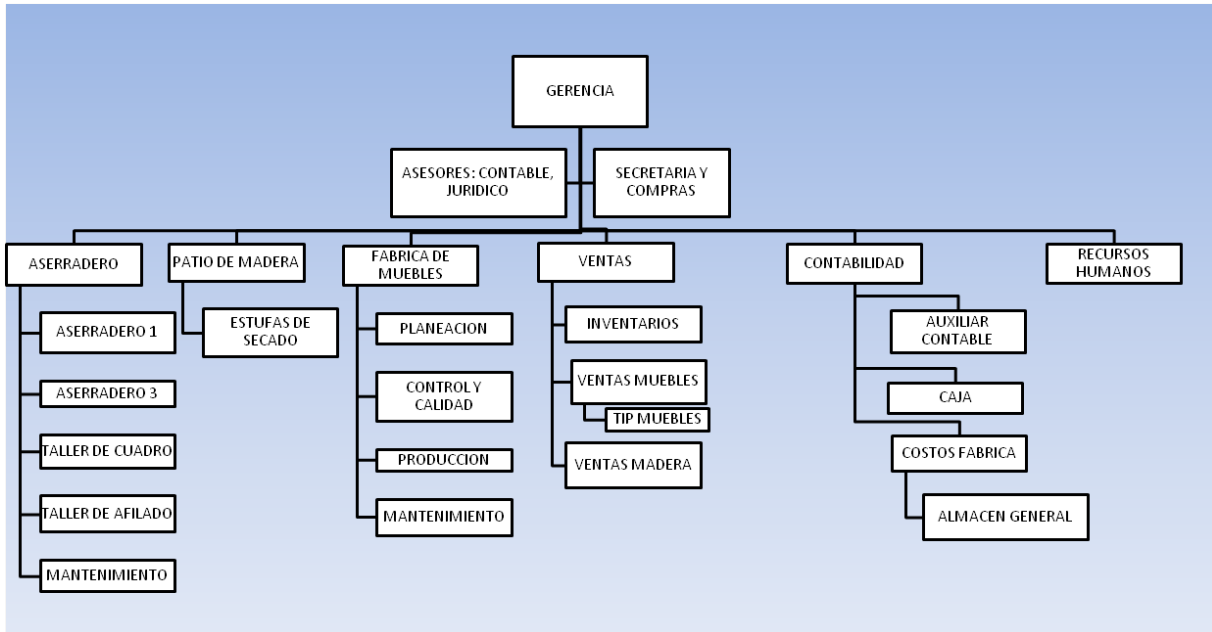 GERENCIA
ASESORES: CONTABLE,
JURIDICO
SECRETARIA Y
COMPRAS
ASERRADERO
PATIO DE MADERA
FABRICA DE
MUEBLES
VENTAS
CONTABILIDAD
RECURSOS
HUMANOS
ASERRADERO 1
ASERRADERO 3
TALLER DE CUADRO
TALLER DE AFILADO
MANTENIMIENTO
ESTUFAS DE
SECADO
PLANEACION
CONTROL Y
CALIDAD
PRODUCCION
MANTENIMIENTO
INVENTARIOS
VENTAS MUEBLES
TIP MUEBLES
VENTAS MADERA
AUXILIAR
CONTABLE
CAJA
COSTOS FABRICA
ALMACEN GENERAL